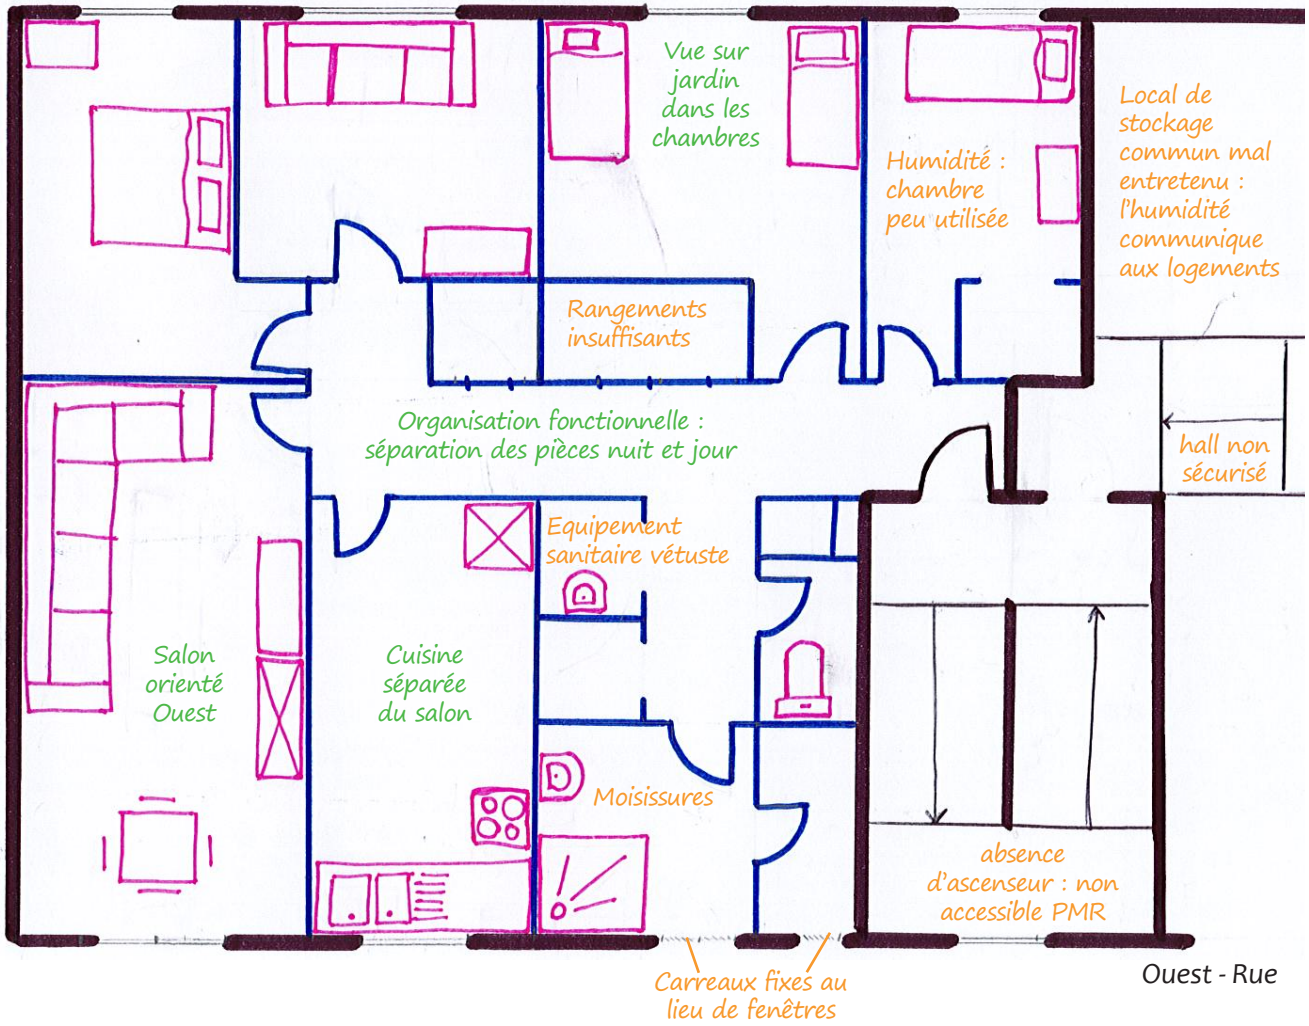 Vue sur
jardin
dans les
chambres
Local de
stockage
commun mal
entretenu :
l'humidité
communique
aux logements
Humidité :
chambre
peu utilisée
Rangements
insuffisants
Organisation fonctionnelle :
séparation des pièces nuit et jour
hall non
sécurisé
Equipement
sanitaire vétuste
Salon
orienté
Ouest
Cuisine
séparée
du salon
Moisissures
absence
d'ascenseur : non
accessible PMR
Carreaux fixes au
lieu de fenêtres
Ouest - Rue